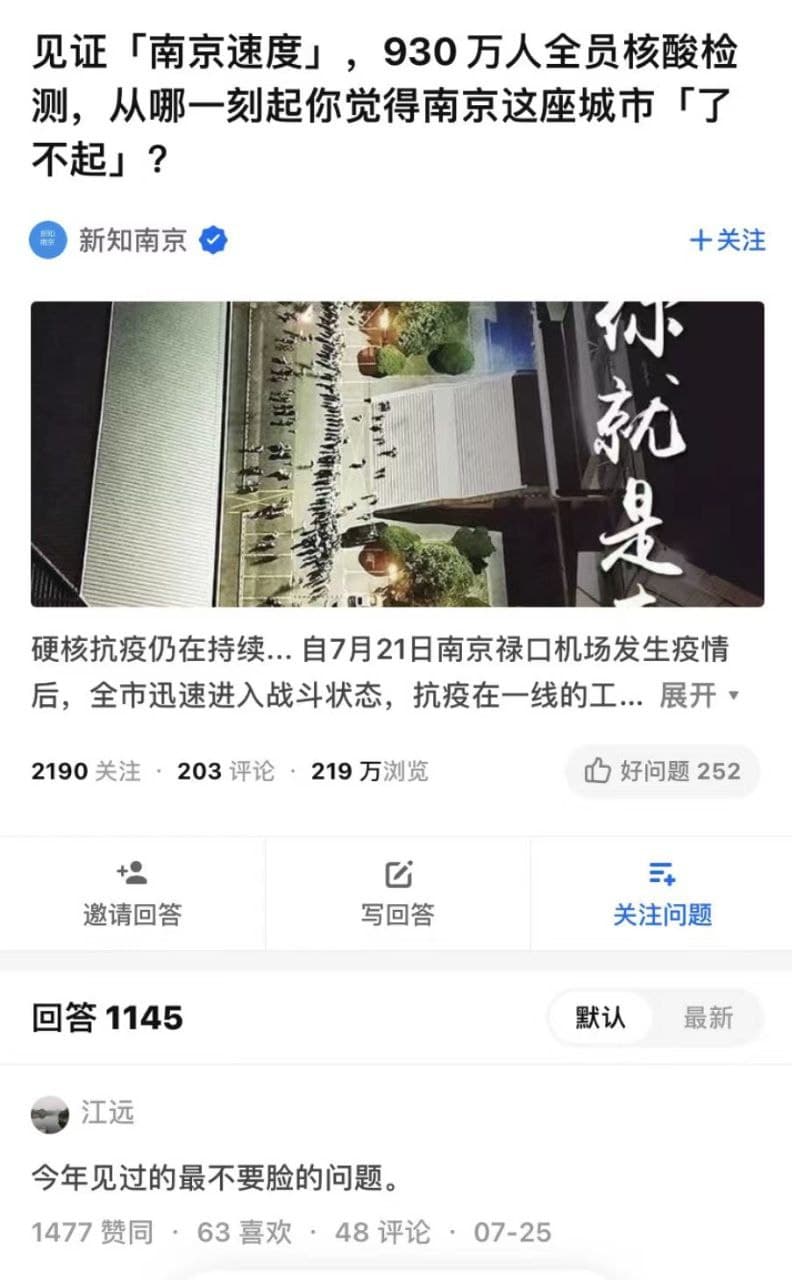 见证「南京速度」，930 万人全员核酸检
测，从哪一刻起你觉得南京这座城市「了
不起」？
新知南京
＋关注
你
就
是
硬核抗疫仍在持续... 自7月21日南京禄口机场发生疫情
后，全市迅速进入战斗状态，抗疫在一线的工... 展开 ▾
2190 关注 · 203 评论 · 219 万浏览
好问题 252
邀请回答
写回答
关注问题
回答 1145
默认
最新
江远
今年见过的最不要脸的问题。
1477 赞同 · 63 喜欢 · 48 评论 · 07-25